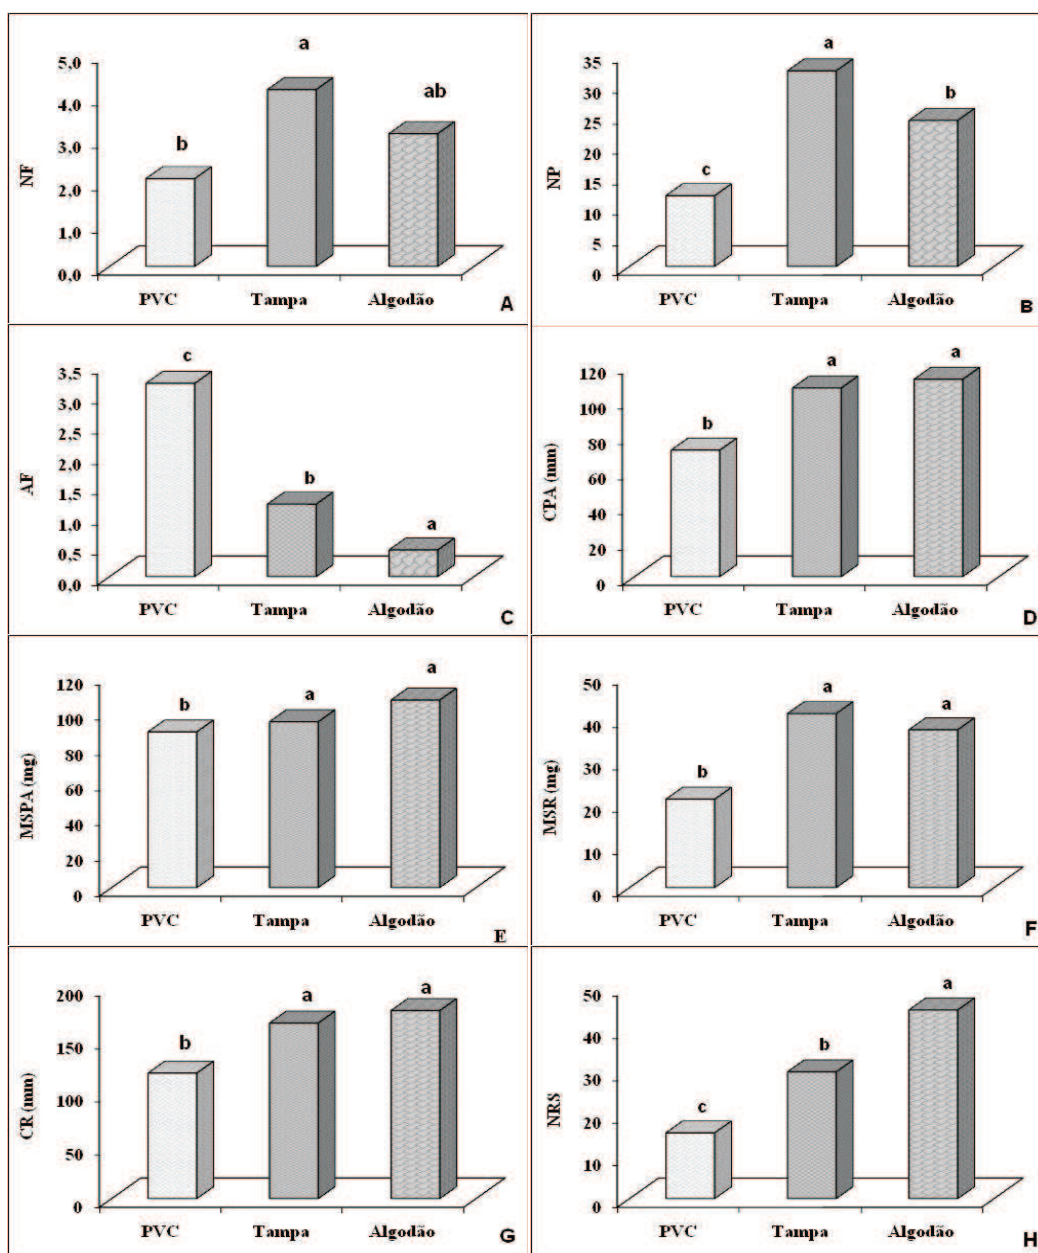 NF
5,0
4,0
3,0
2,0
1,0
0,0
b
a
ab
PVC Tampa Algodão
A
NP
35
30
25
20
15
10
5
0
c
a
b
PVC Tampa Algodão
B
AF
3,5
3,0
2,5
2,0
1,5
1,0
0,5
0,0
c
b
a
PVC Tampa Algodão
C
CPA (mm)
120
100
80
60
40
20
0
b
a
a
PVC Tampa Algodão
D
MSPA (mg)
120
100
80
60
40
20
0
b
a
a
PVC Tampa Algodão
E
MSR (mg)
50
40
30
20
10
0
b
a
a
PVC Tampa Algodão
F
CR (mm)
200
150
100
50
0
b
a
a
PVC Tampa Algodão
G
NRS
50
40
30
20
10
0
c
b
a
PVC Tampa Algodão
H